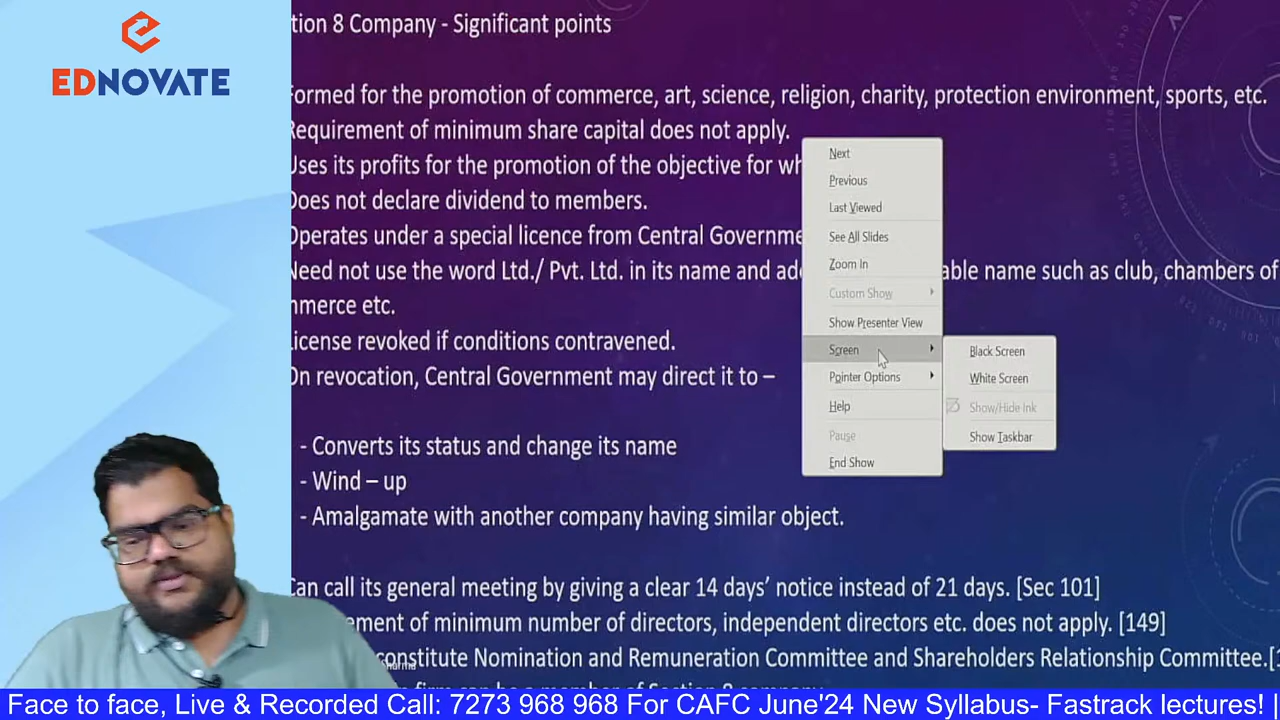 EDNOVATE
tion 8 Company - Significant points
Formed for the promotion of commerce, art, science, religion, charity, protection environment, sports, etc.
Requirement of minimum share capital does not apply.
Uses its profits for the promotion of the objective for wh
Does not declare dividend to members.
Operates under a special licence from Central Governme
Need not use the word Ltd./ Pvt. Ltd. in its name and ad able name such as club, chambers of
mmerce etc.
License revoked if conditions contravened.
On revocation, Central Government may direct it to –
- Converts its status and change its name
- Wind – up
- Amalgamate with another company having similar object.
Can call its general meeting by giving a clear 14 days’ notice instead of 21 days. [Sec 101]
ement of minimum number of directors, independent directors etc. does not apply. [149]
constitute Nomination and Remuneration Committee and Shareholders Relationship Committee.[
firm can be a member of Section 8 company
Next
Previous
Last Viewed
See All Slides
Zoom In
Custom Show
Show Presenter View
Screen
Pointer Options
Help
Pause
End Show
Black Screen
White Screen
Show/Hide Ink
Show Taskbar
Face to face, Live & Recorded Call: 7273 968 968 For CAFC June'24 New Syllabus- Fastrack lectures! |